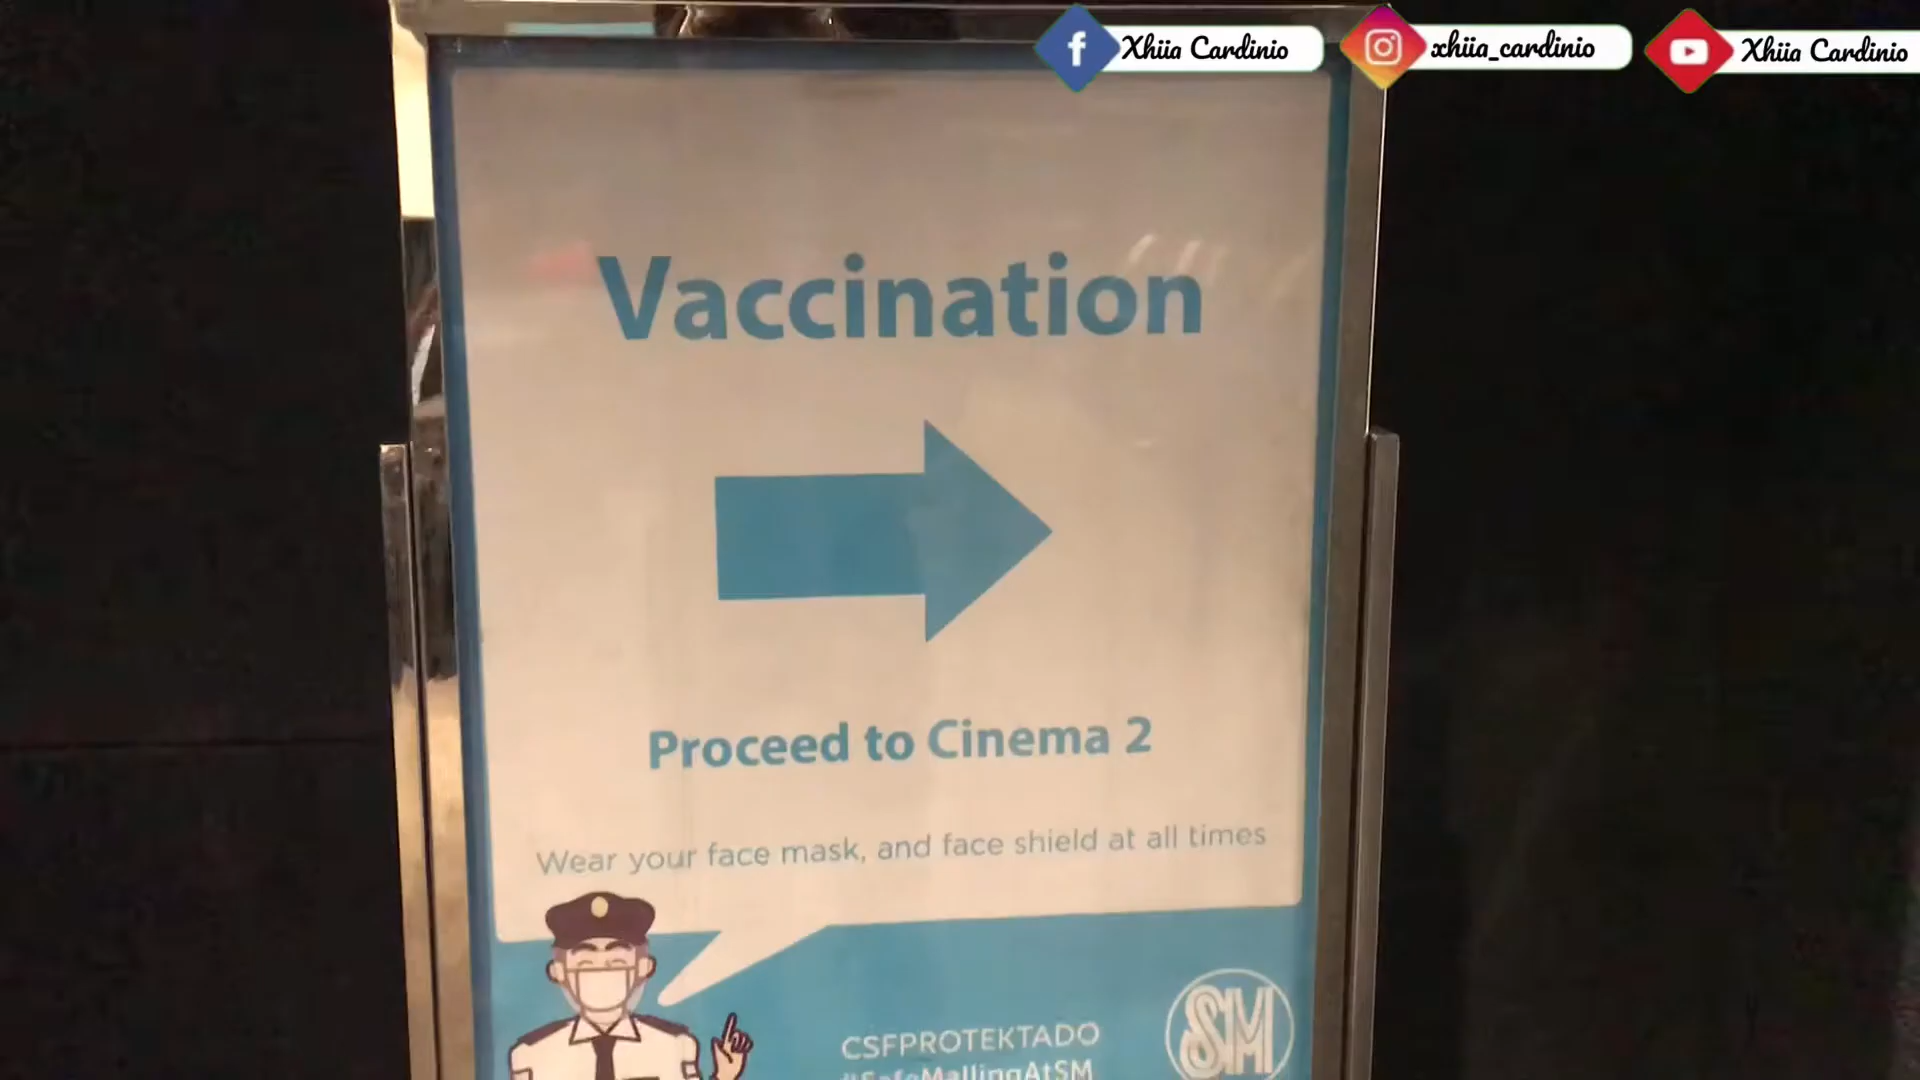 Xhiia Cardinio
xhiia_cardinio
Xhiia Cardinio
Vaccination
Proceed to Cinema 2
Wear your face mask, and face shield at all times
CSFPROTEKTADO
#SafeMallingAtSM
SM